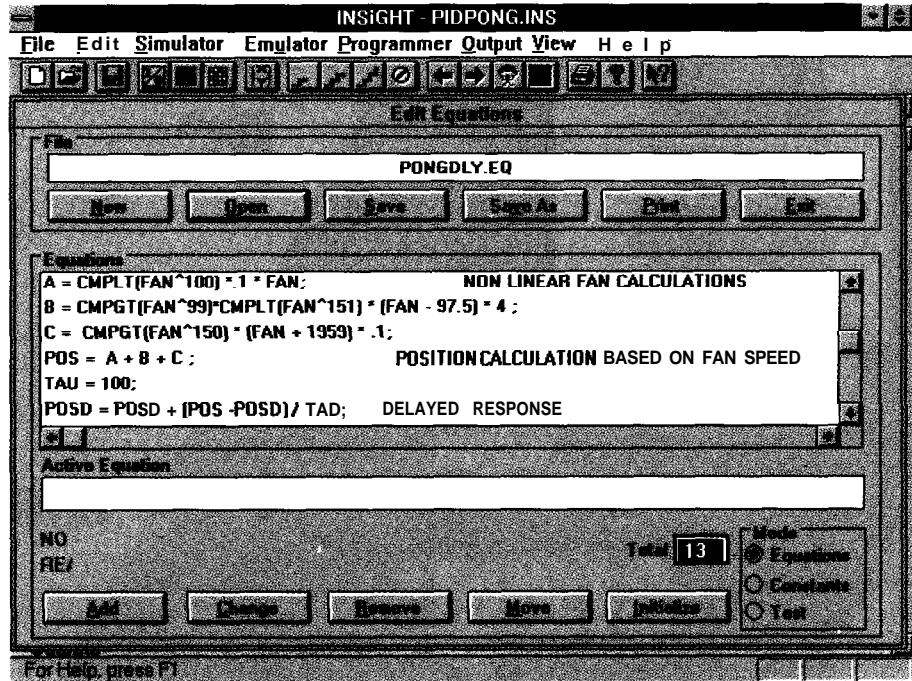 INSiGHT - PIDPONG.INS
File Edit Simulator Emulator Programmer Output View Help
Edit Equations
File
PONGDLY.EQ
New Open Save Save As Print Exit
Equations
A = CMPLT(FAN^100) * .1 * FAN; NON LINEAR FAN CALCULATIONS
B = CMPGT(FAN^99)*CMPLT(FAN^151) * (FAN - 97.5) * 4 ;
C = CMPGT(FAN^150) * (FAN + 1959) * .1;
POS = A + B + C ; POSITION CALCULATION BASED ON FAN SPEED
TAU = 100;
POSD = POSD + (POS -POSD)/ TAD; DELAYED RESPONSE
Active Equation
NO
RE/
Total 13
Mode
Equations
Constants
Test
Add Change Remove Move Initialize
For Help, press F1